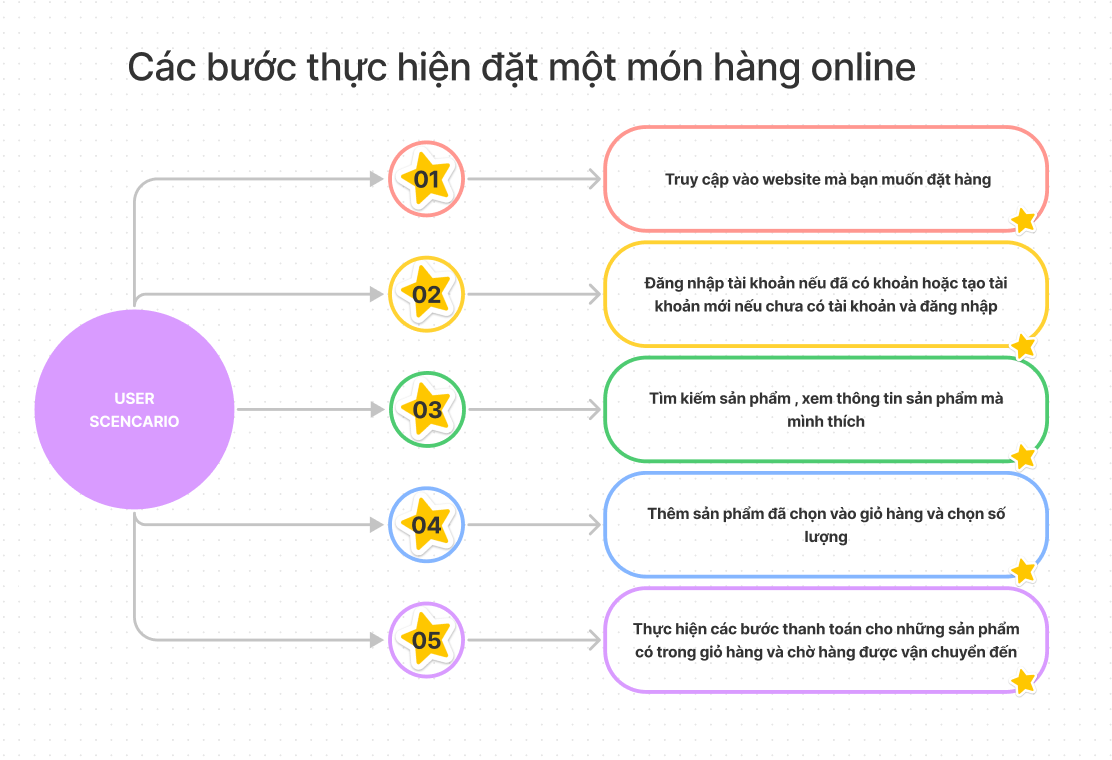 Các bước thực hiện đặt một món hàng online
01
Truy cập vào website mà bạn muốn đặt hàng
02
Đăng nhập tài khoản nếu đã có khoản hoặc tạo tài
khoản mới nếu chưa có tài khoản và đăng nhập
USER
SCENCARIO
03
Tìm kiếm sản phẩm , xem thông tin sản phẩm mà
mình thích
04
Thêm sản phẩm đã chọn vào giỏ hàng và chọn số
lượng
05
Thực hiện các bước thanh toán cho những sản phẩm
có trong giỏ hàng và chờ hàng được vận chuyển đến